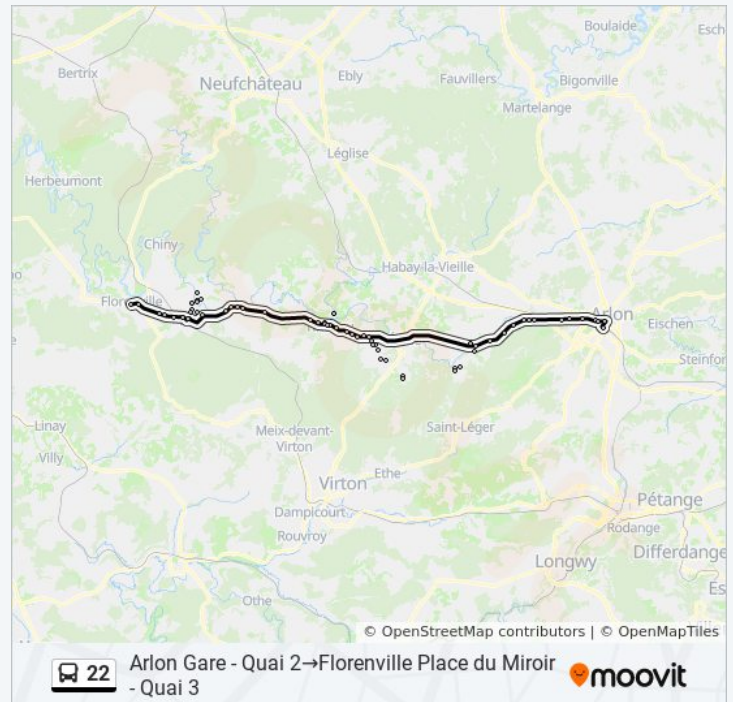 Boulaide
Esch
Bertrix
Neufchâteau
Ebly
Fauvillers
Bigonville
Martelange
Léglise
Herbeumont
Chiny
Habay-la-Vieille
Florenville
Arlon
Eischen
Steinfor
Linay
Villy
Meix-devant-
Virton
Saint-Léger
Ethe
Virton
Dampicourt
Rouvroy
Pétange
Rodange
Differdange
Longwy
Es
Othe
© OpenStreetMap contributors | © OpenMapTiles
22
Arlon Gare - Quai 2→Florenville Place du Miroir
- Quai 3
moovit